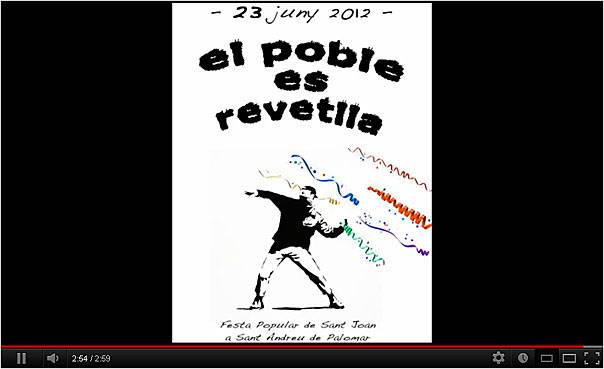 - 23 juny 2012 -
el poble
es
revetlla
Festa Popular de Sant Joan
a Sant Andreu de Palomar
2:54 / 2:59